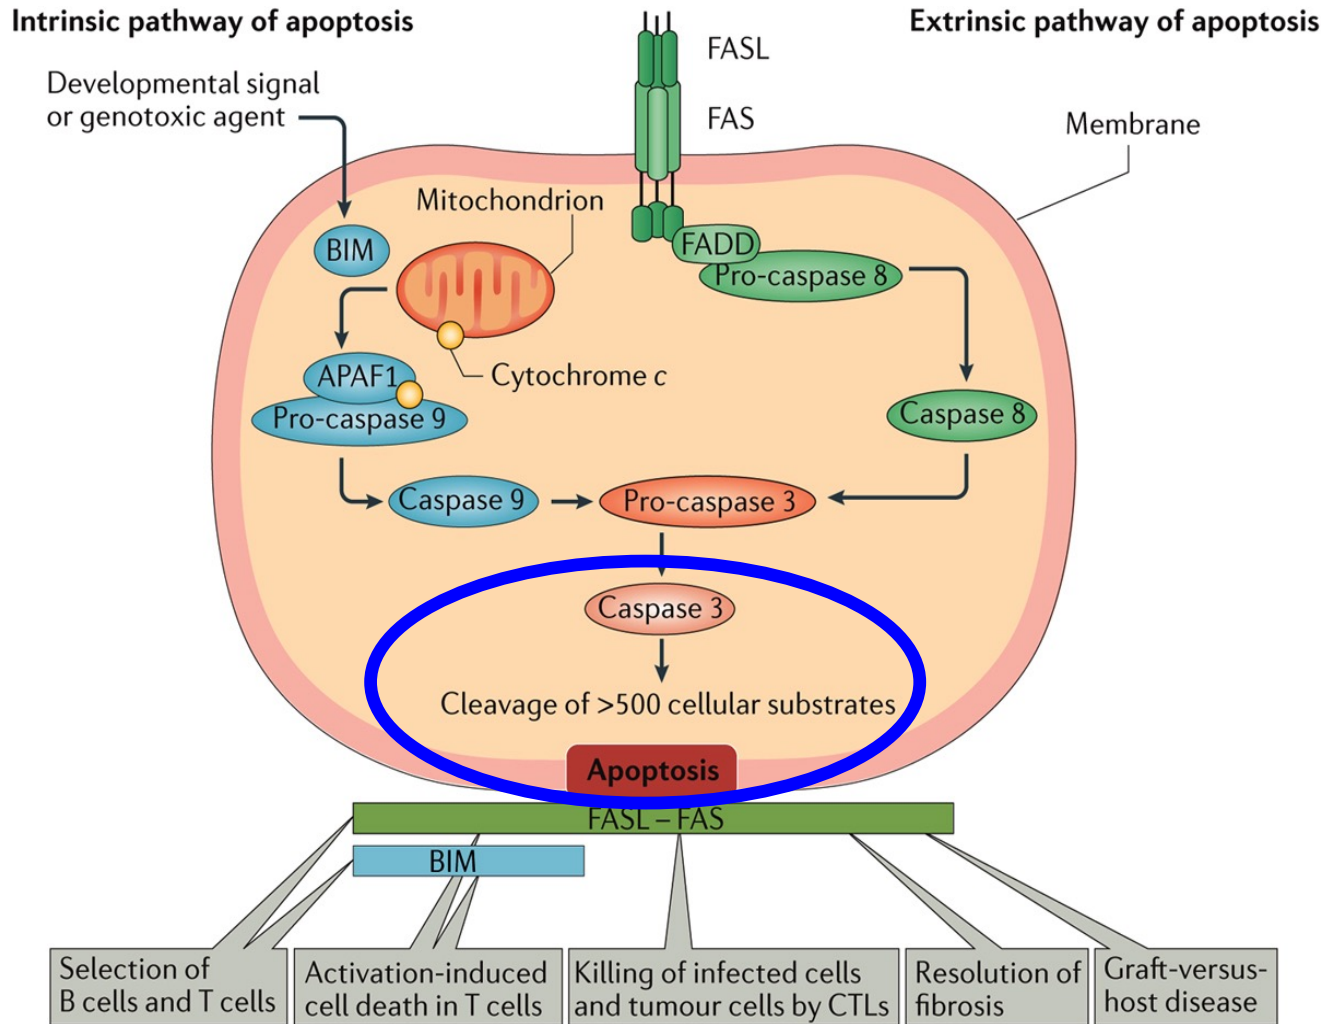 Intrinsic pathway of apoptosis
Extrinsic pathway of apoptosis
FASL
Developmental signal
or genotoxic agent
FAS
Membrane
Mitochondrion
BIM
FADD
Pro-caspase 8
APAF1
Cytochrome c
Pro-caspase 9
Caspase 8
Caspase 9
Pro-caspase 3
Caspase 3
Cleavage of >500 cellular substrates
Apoptosis
FASL – FAS
BIM
Selection of
B cells and T cells
Activation-induced
cell death in T cells
Killing of infected cells
and tumour cells by CTLs
Resolution of
fibrosis
Graft-versus-
host disease